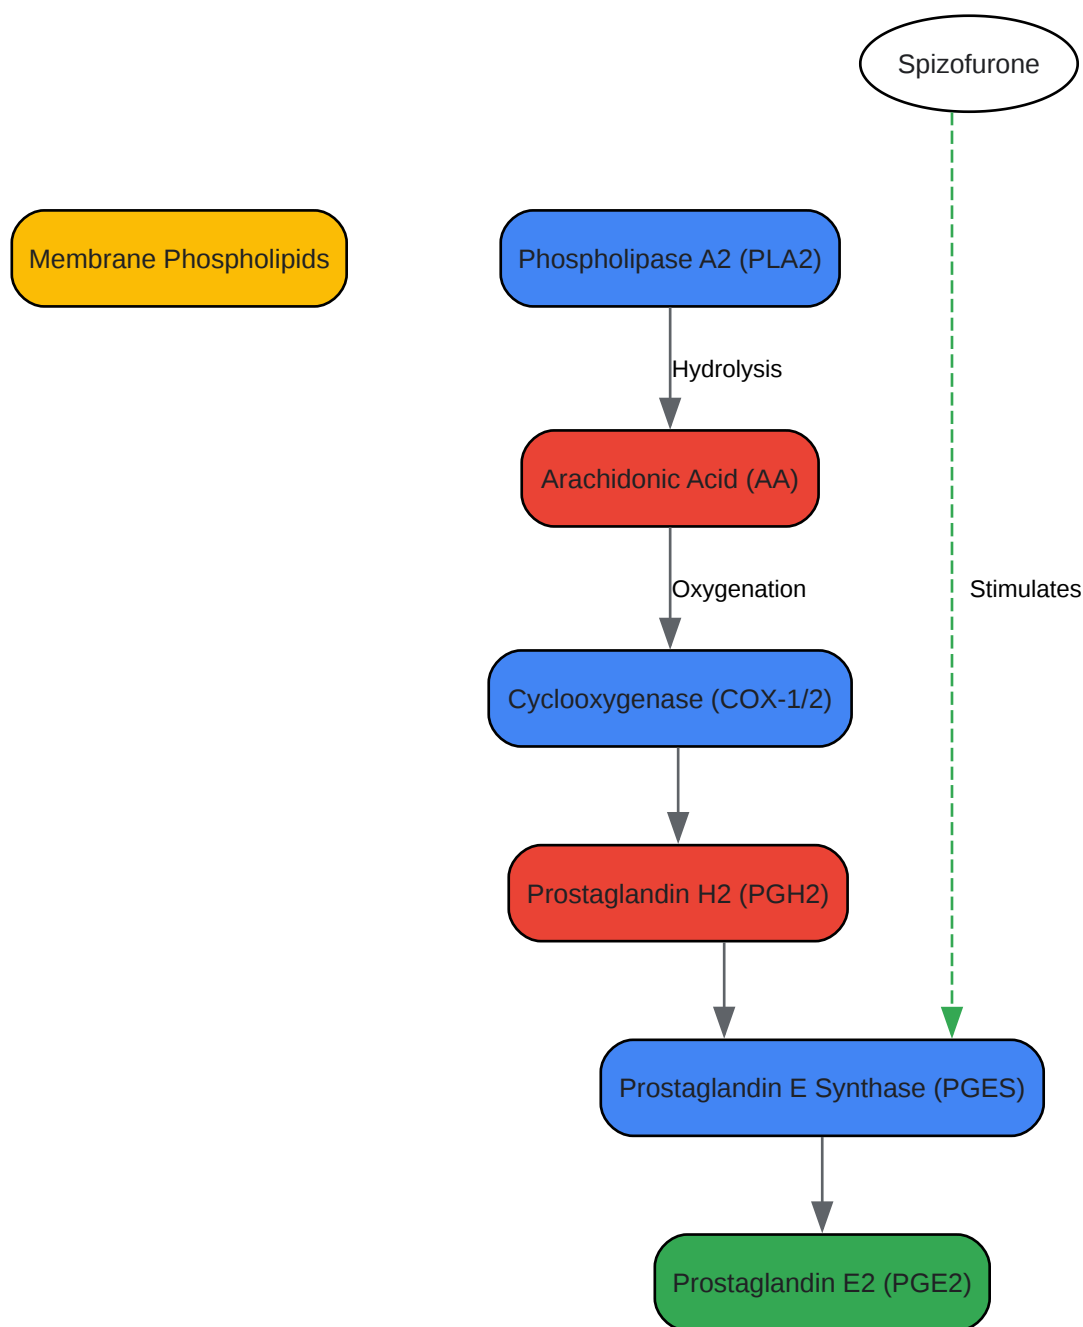 Spizofurone
Membrane Phospholipids
Phospholipase A2 (PLA2)
Hydrolysis
Arachidonic Acid (AA)
Oxygenation
Stimulates
Cyclooxygenase (COX-1/2)
Prostaglandin H2 (PGH2)
Prostaglandin E Synthase (PGES)
Prostaglandin E2 (PGE2)